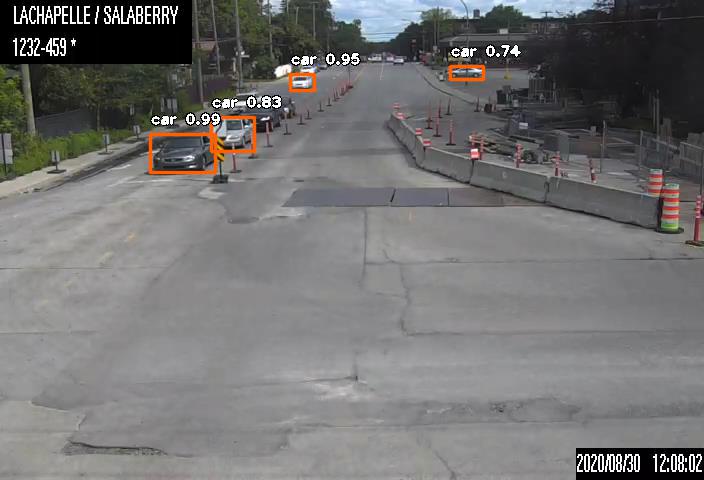 LACHAPELLE / SALABERRY
1232-459 *
car 0.95
car 0.74
car 0.83
car 0.99
2020/08/30 12:08:02